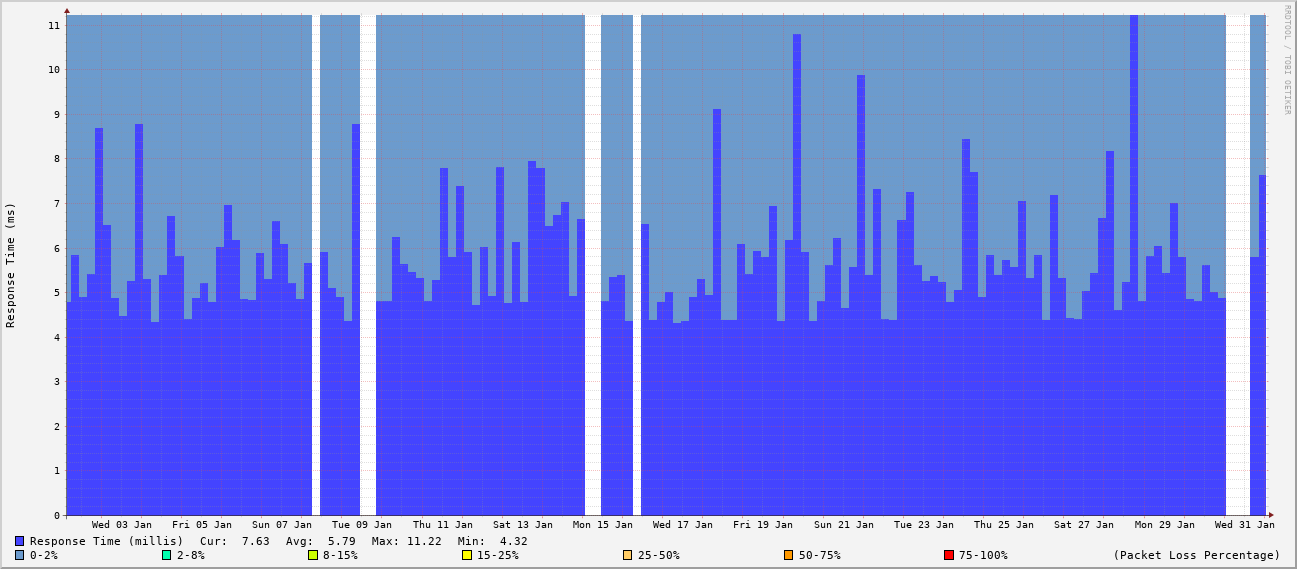 RRDTOOL / TOBI OETIKER
Response Time (ms)
11
10
9
8
7
6
5
4
3
2
1
0
Wed 03 Jan Fri 05 Jan Sun 07 Jan Tue 09 Jan Thu 11 Jan Sat 13 Jan Mon 15 Jan Wed 17 Jan Fri 19 Jan Sun 21 Jan Tue 23 Jan Thu 25 Jan Sat 27 Jan Mon 29 Jan Wed 31 Jan
Response Time (millis) Cur: 7.63 Avg: 5.79 Max: 11.22 Min: 4.32
0-2% 2-8% 8-15% 15-25% 25-50% 50-75% 75-100% (Packet Loss Percentage)